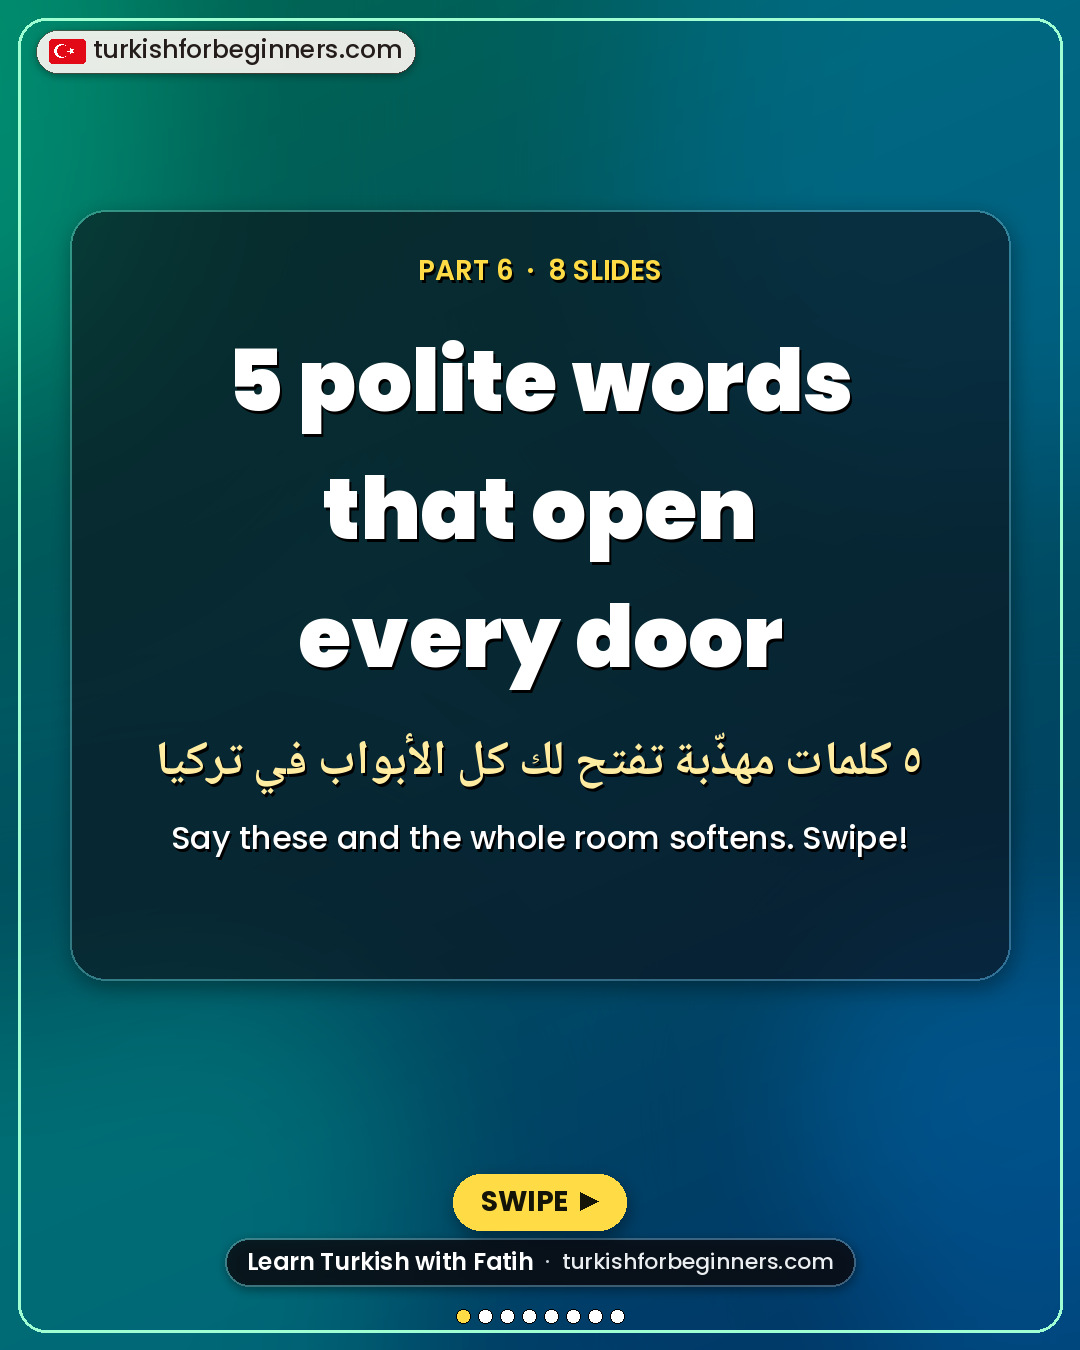 turkishforbeginners.com
PART 6 · 8 SLIDES
5 polite words
that open
every door
٥ كلمات مهذّبة تفتح لك كل الأبواب في تركيا
Say these and the whole room softens. Swipe!
SWIPE ▶
Learn Turkish with Fatih · turkishforbeginners.com